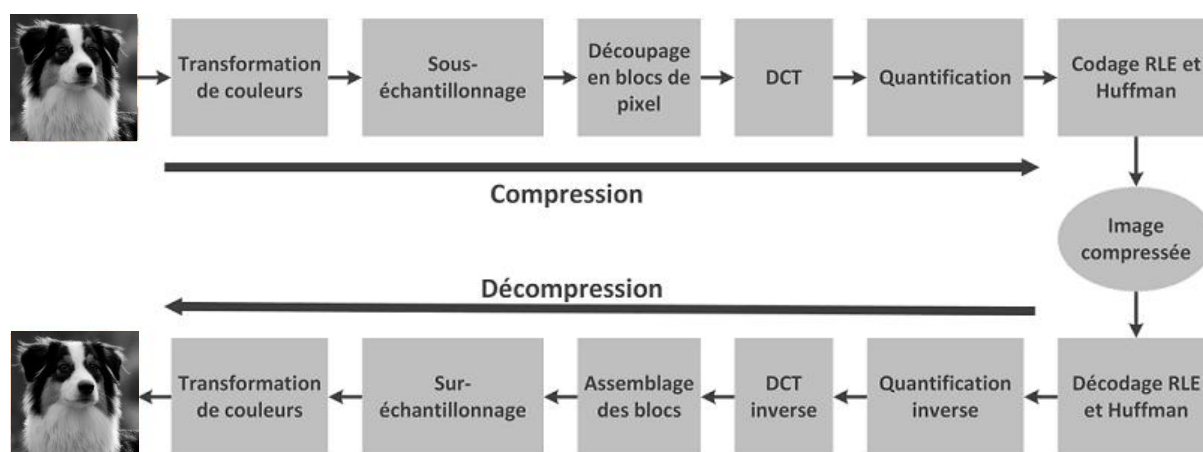 Transformation
de couleurs
Sous-
échantillonnage
Découpage
en blocs de
pixel
DCT
Quantification
Codage RLE et
Huffman
Compression
Image
compressée
Décompression
Transformation
de couleurs
Sur-
échantillonnage
Assemblage
des blocs
DCT
inverse
Quantification
inverse
Décodage RLE
et Huffman